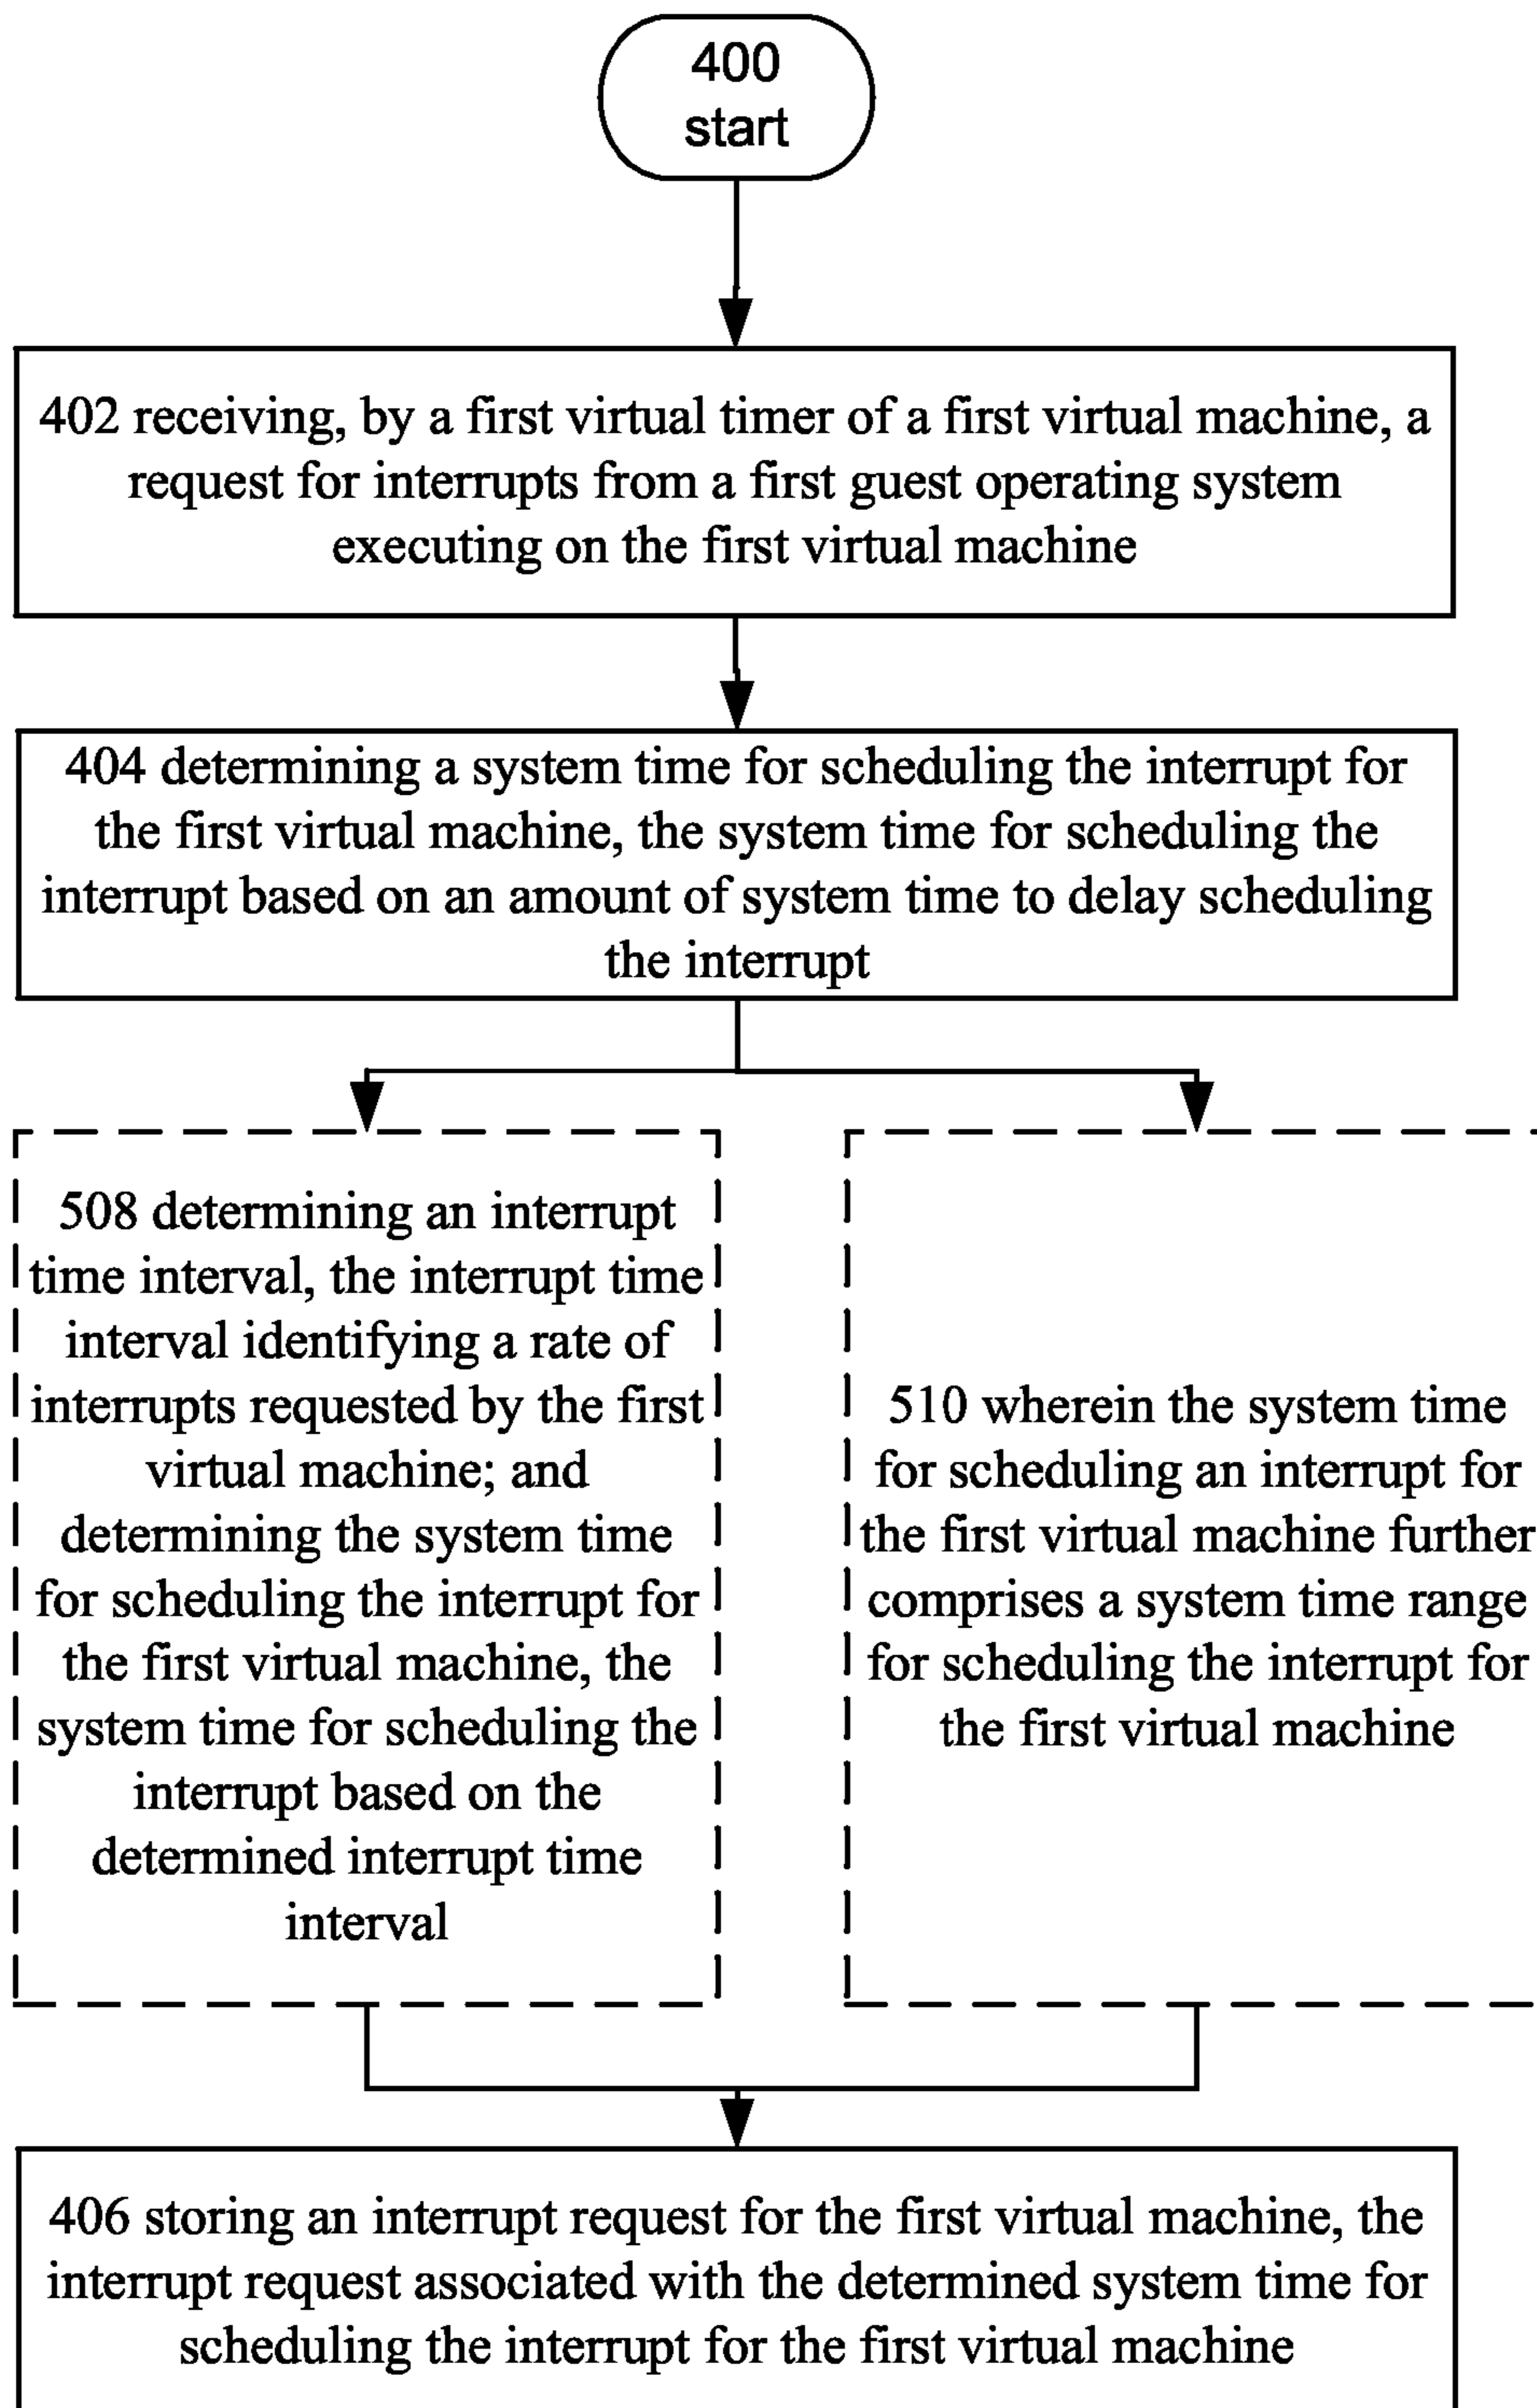 400
start
402 receiving, by a first virtual timer of a first virtual machine, a
request for interrupts from a first guest operating system
executing on the first virtual machine
404 determining a system time for scheduling the interrupt for
the first virtual machine, the system time for scheduling the
interrupt based on an amount of system time to delay scheduling
the interrupt
508 determining an interrupt
time interval, the interrupt time
interval identifying a rate of
interrupts requested by the first
virtual machine; and
determining the system time
for scheduling the interrupt for
the first virtual machine, the
system time for scheduling the
interrupt based on the
determined interrupt time
interval
510 wherein the system time
for scheduling an interrupt for
the first virtual machine further
comprises a system time range
for scheduling the interrupt for
the first virtual machine
406 storing an interrupt request for the first virtual machine, the
interrupt request associated with the determined system time for
scheduling the interrupt for the first virtual machine